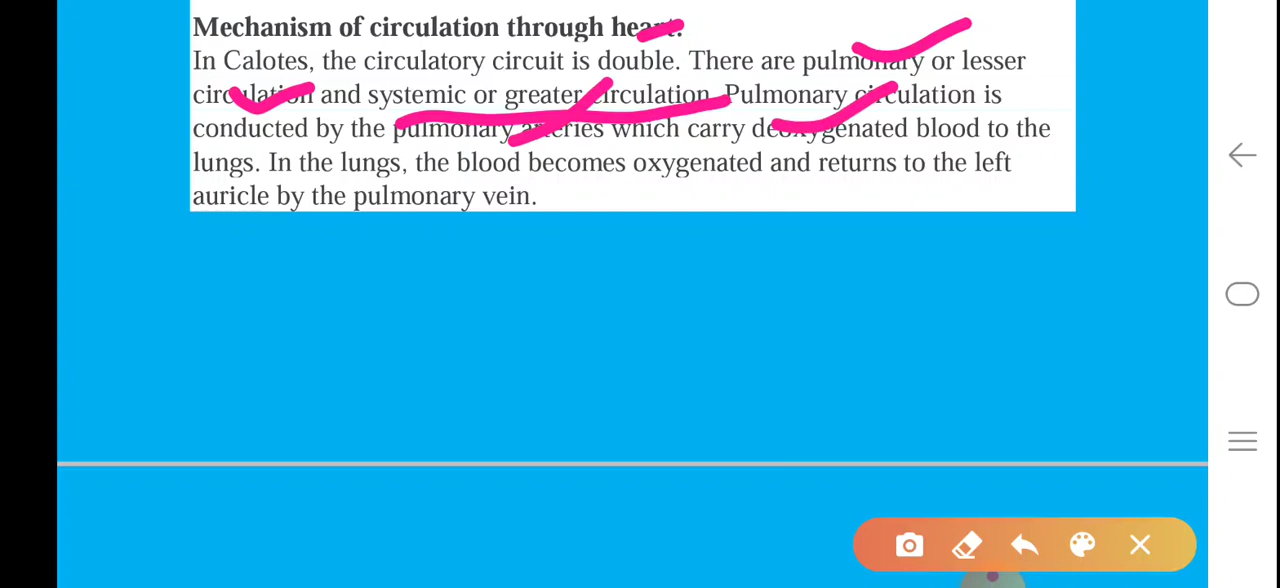 Mechanism of circulation through heart:
In Calotes, the circulatory circuit is double. There are pulmonary or lesser
circulation and systemic or greater circulation. Pulmonary circulation is
conducted by the pulmonary arteries which carry deoxygenated blood to the
lungs. In the lungs, the blood becomes oxygenated and returns to the left
auricle by the pulmonary vein.